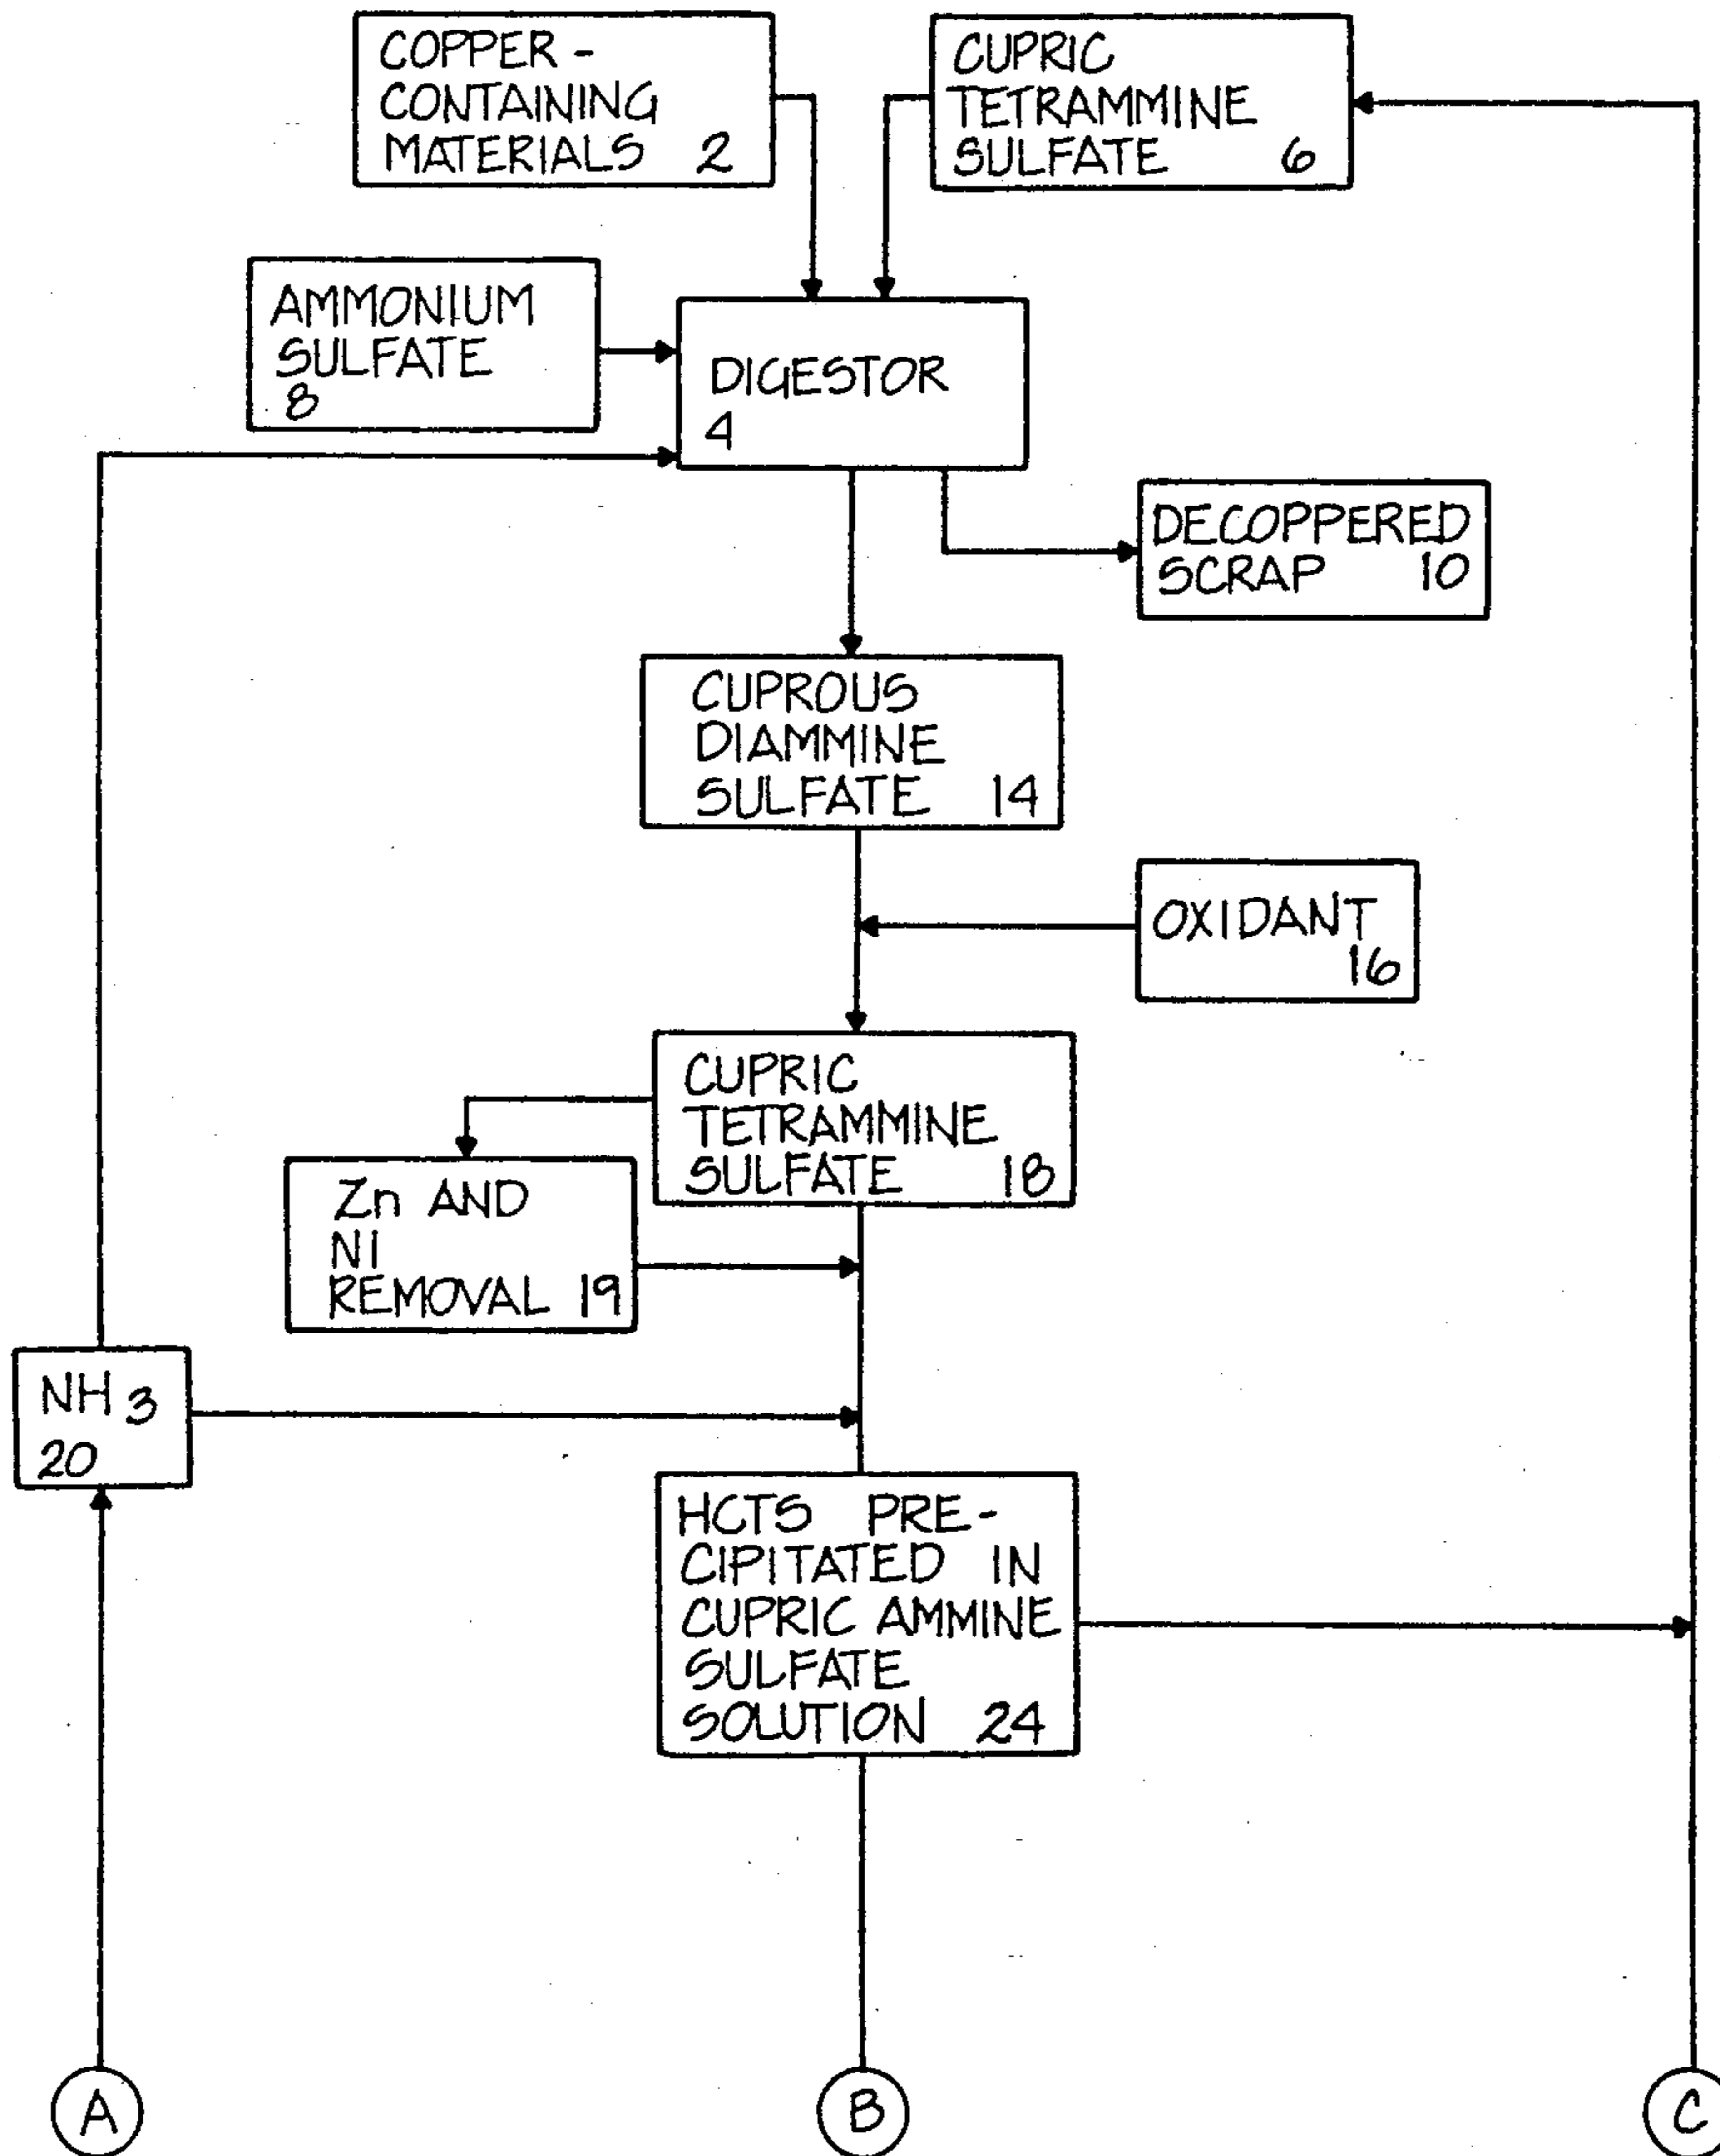 COPPER -
CONTAINING
MATERIALS 2
CUPRIC
TETRAMMINE
SULFATE 6
AMMONIUM
SULFATE
8
DIGESTOR
4
DECOPPERED
SCRAP 10
CUPROUS
DIAMMINE
SULFATE 14
OXIDANT
16
CUPRIC
TETRAMMINE
SULFATE 18
Zn AND
NI
REMOVAL 19
NH 3
20
HCTS PRE-
CIPITATED IN
CUPRIC AMMINE
SULFATE
SOLUTION 24
A
B
C